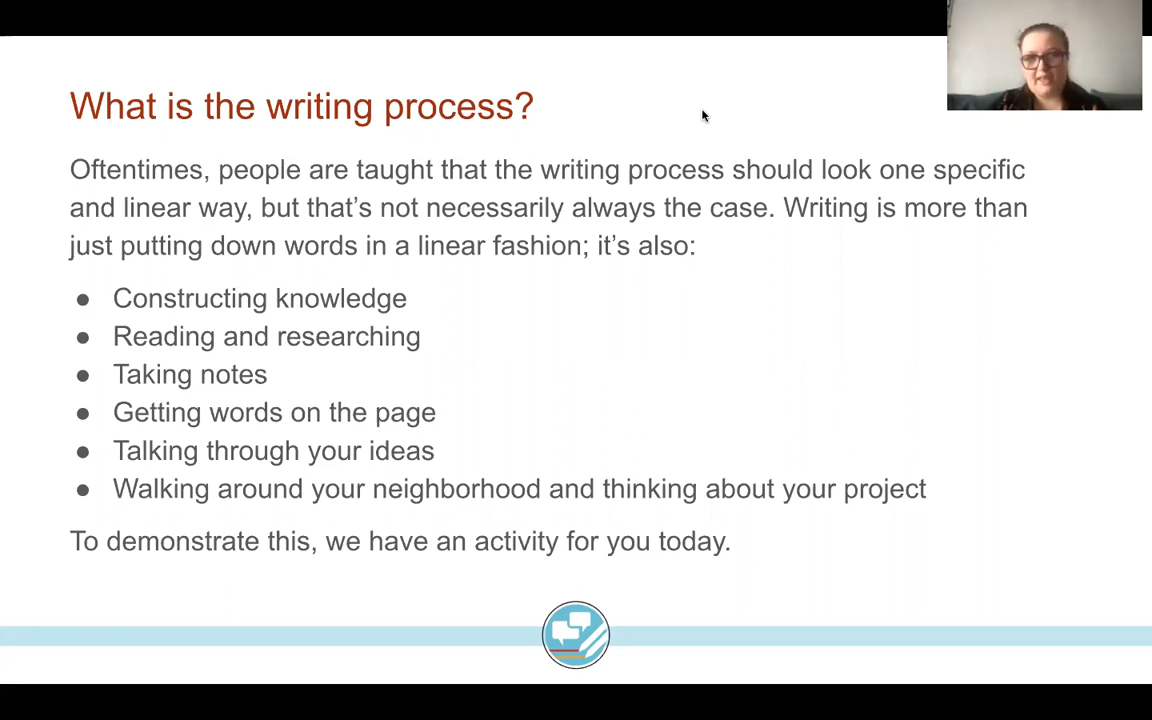 What is the writing process?
Oftentimes, people are taught that the writing process should look one specific
and linear way, but that’s not necessarily always the case. Writing is more than
just putting down words in a linear fashion; it’s also:
● Constructing knowledge
● Reading and researching
● Taking notes
● Getting words on the page
● Talking through your ideas
● Walking around your neighborhood and thinking about your project
To demonstrate this, we have an activity for you today.